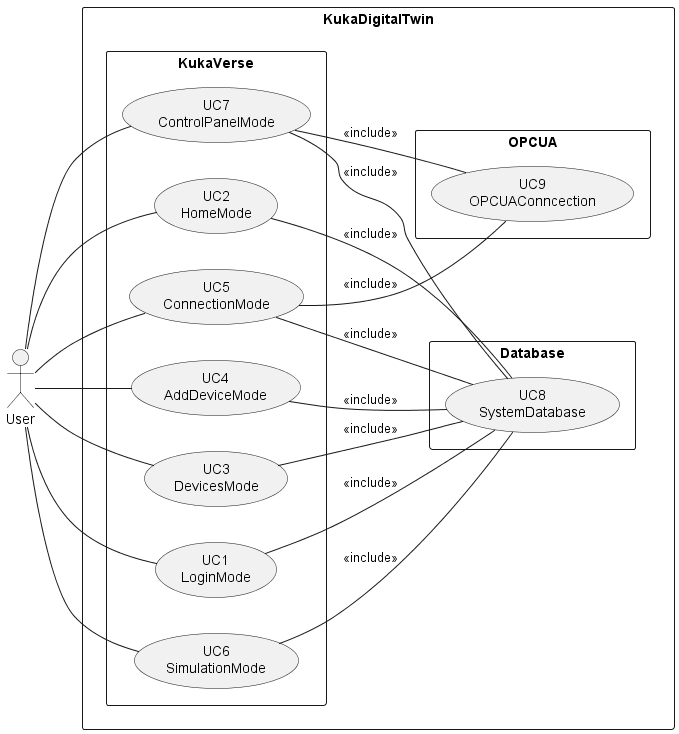 KukaDigitalTwin
KukaVerse
UC7
ControlPanelMode
«include»
OPCUA
«include»
UC9
OPCUAConncection
UC2
HomeMode
«include»
UC5
ConnectionMode
«include»
«include»
Database
User
UC4
AddDeviceMode
«include»
UC8
SystemDatabase
«include»
UC3
DevicesMode
UC1
LoginMode
«include»
UC6
SimulationMode